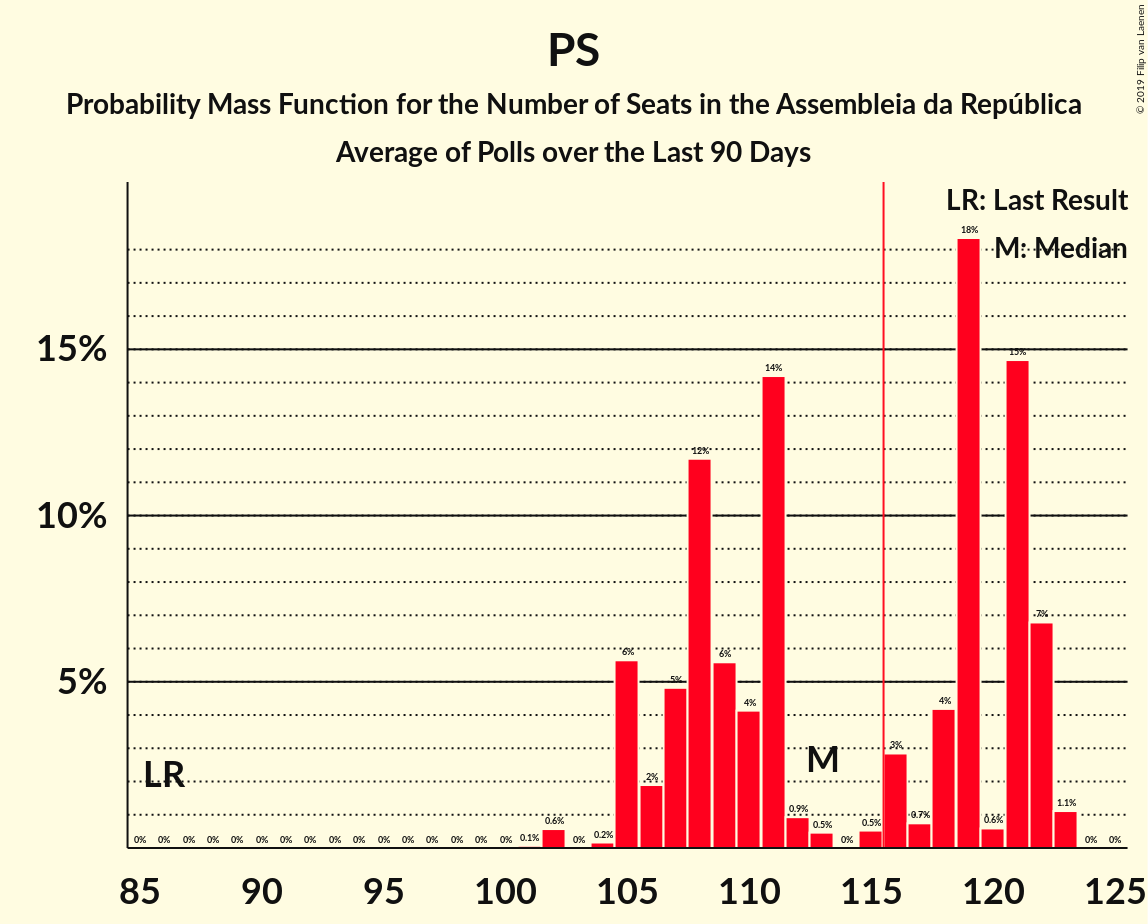 PS
Probability Mass Function for the Number of Seats in the Assembleia da República
Average of Polls over the Last 90 Days
© 2019 Filip van Laenen
LR: Last Result
M: Median
15%
10%
5%
LR
M
0% 0% 0% 0% 0% 0% 0% 0% 0% 0% 0% 0% 0% 0% 0% 0% 0.1% 0.6% 0% 0.2% 6% 2% 5% 12% 6% 4% 14% 0.9% 0.5% 0% 0.5% 3% 0.7% 4% 18% 0.6% 15% 7% 1.1% 0% 0%
85 90 95 100 105 110 115 120 125